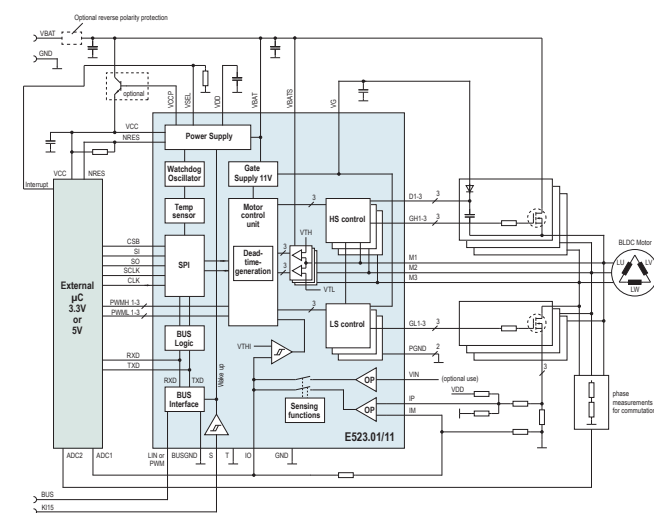 Optional reverse polarity protection
VBAT
GND
optional
VCCP
VSEL
VDD
VBAT
VBATS
VG
VCC
NRES
Power Supply
VCC
NRES
Interrupt
Watchdog
Oscillator
Gate
Supply 11V
Temp
sensor
Motor
control
unit
3
HS control
D1-3
3
GH1-3
3
BLDC Motor
LU
LV
LW
CSB
SI
SO
SCLK
CLK
SPI
Dead-
time-
generation
3
3
VTH
VTL
M1
M2
M3
External
µC
3.3V
or
5V
PWMH 1-3
PWML 1-3
3
LS control
GL1-3
3
BUS
Logic
VTHI
PGND
2
3
RXD
TXD
RXD
TXD
Wake up
OP
VIN
(optional use)
VDD
BUS
Interface
Sensing
functions
OP
IP
IM
phase
measurements
for commutation
E523.01/11
ADC2
ADC1
LIN or
PWM
BUSGND
S
T
IO
GND
BUS
KI15